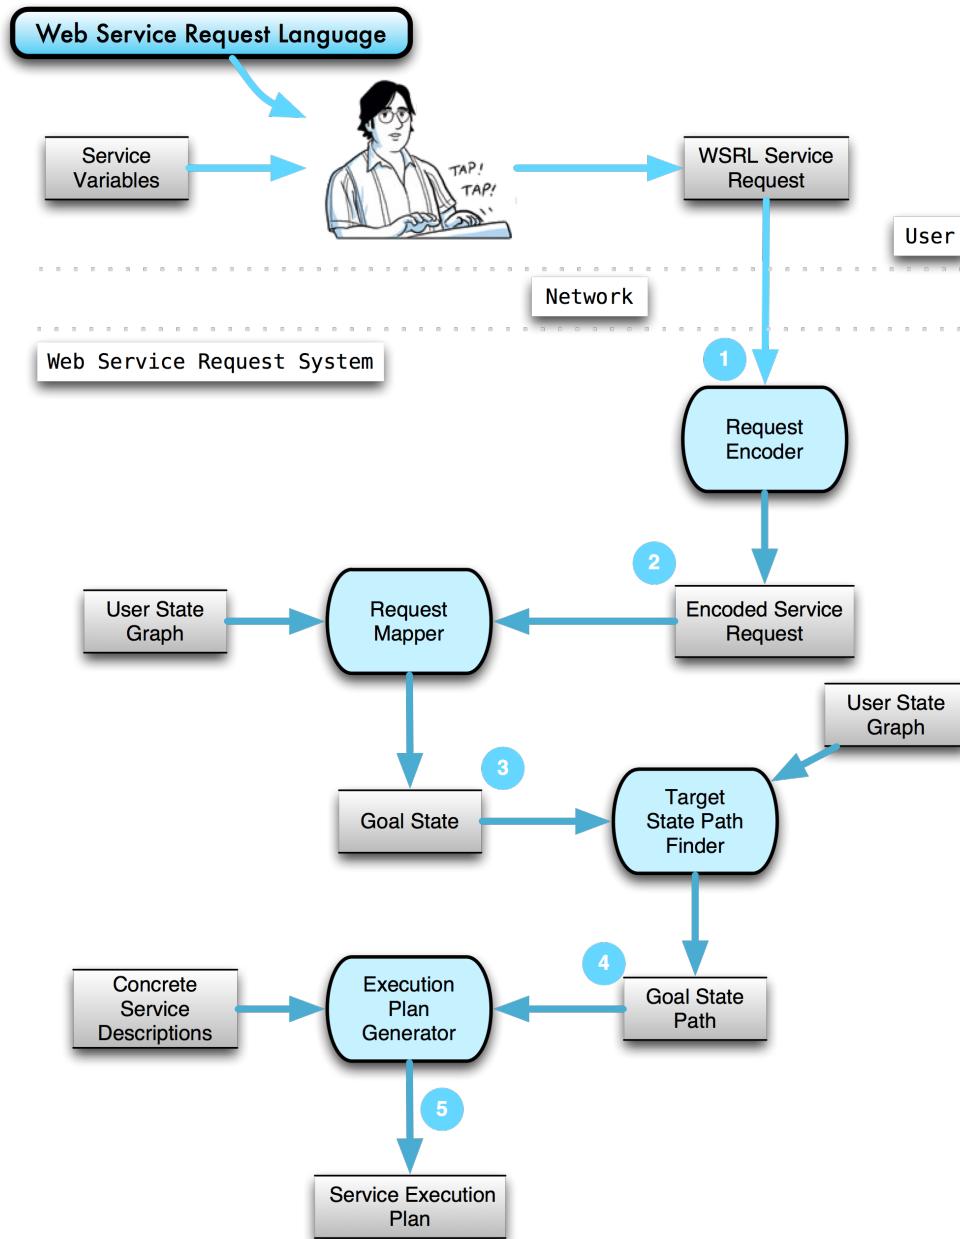 Web Service Request Language
Service
Variables
TAP!
TAP!
WSRL Service
Request
User
Network
Web Service Request System
1
Request
Encoder
2
User State
Graph
Request
Mapper
Encoded Service
Request
User State
Graph
3
Goal State
Target
State Path
Finder
4
Concrete
Service
Descriptions
Execution
Plan
Generator
Goal State
Path
5
Service Execution
Plan